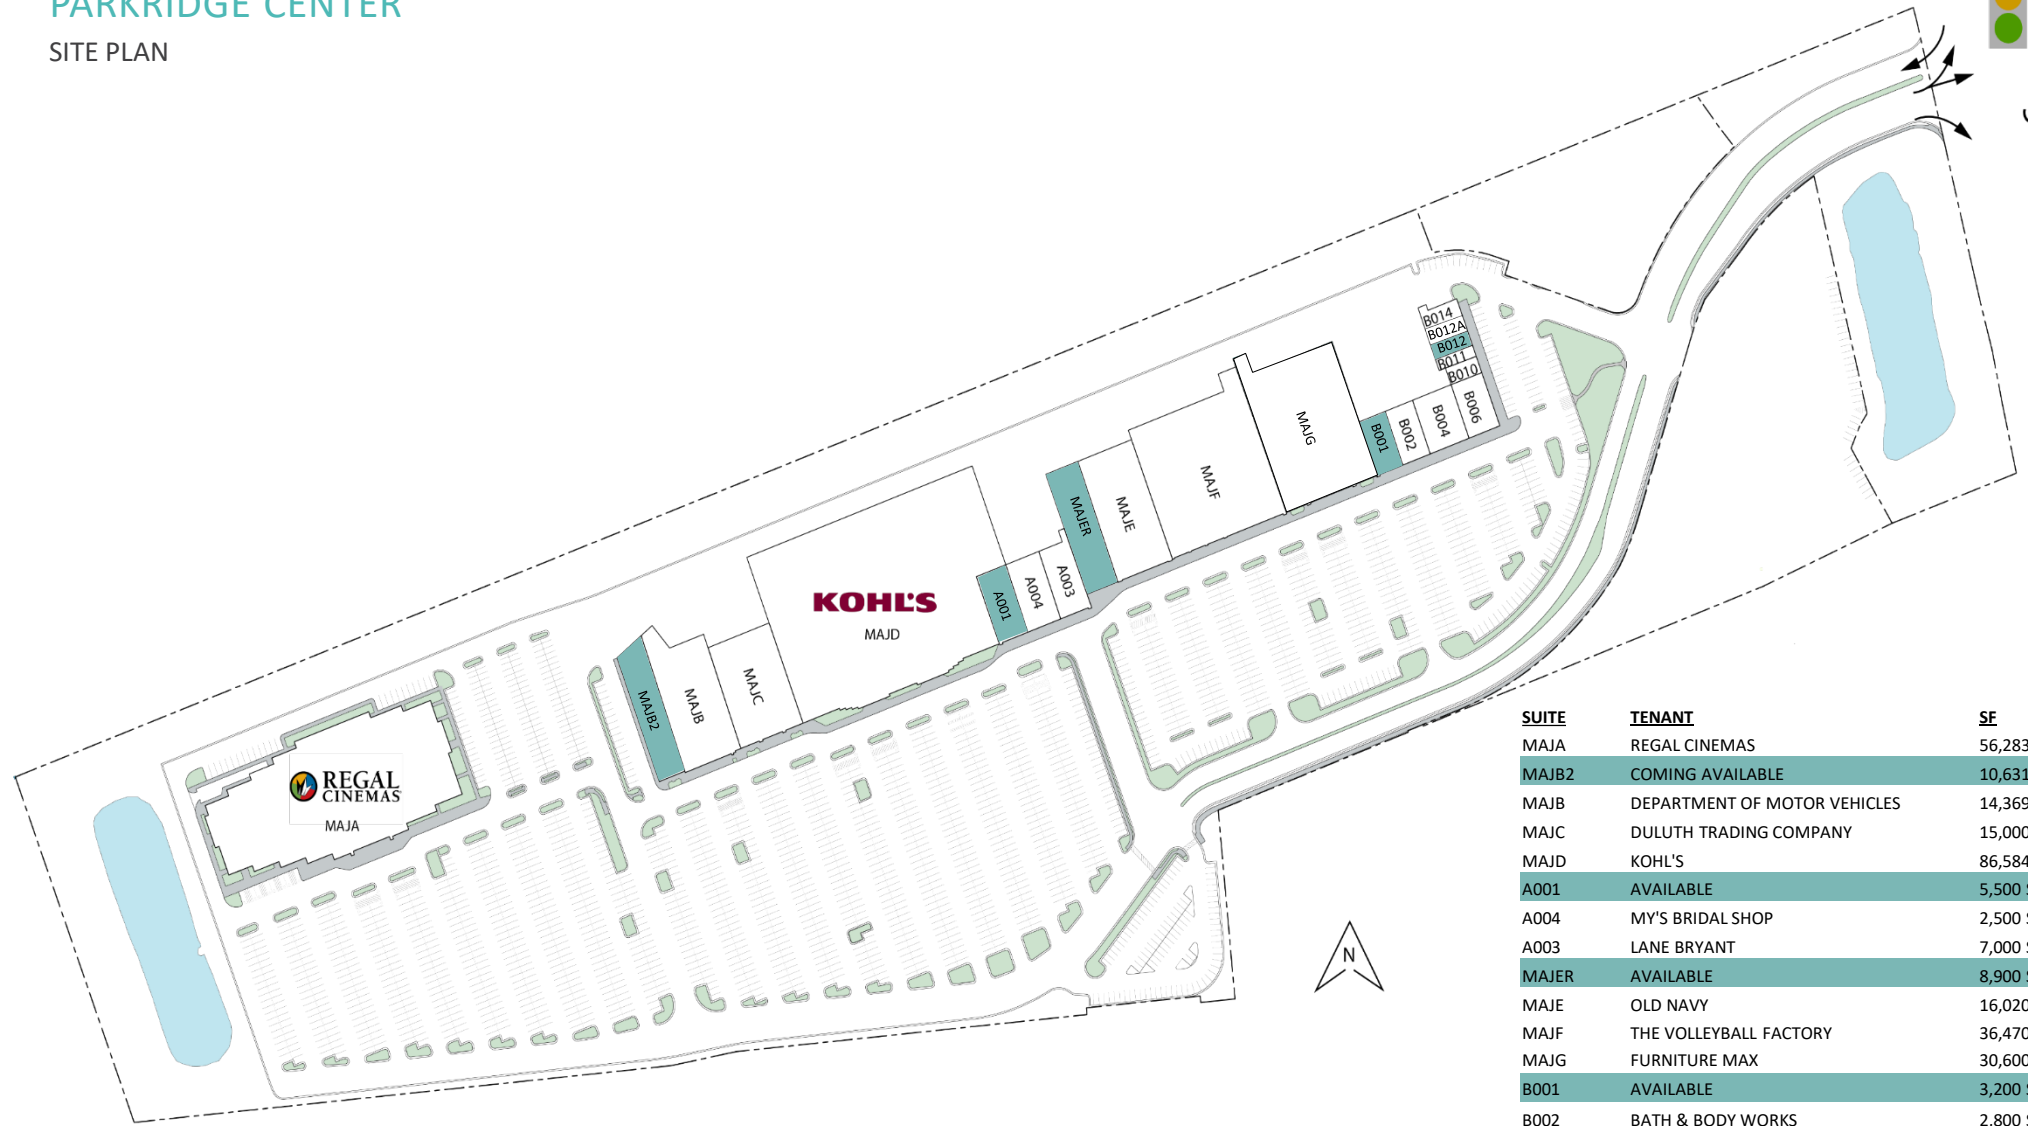 PARKRIDGE CENTER
SITE PLAN
B014
B012A
B012
B011
B010
B006
B004
B002
B001
MAJG
MAJF
MAJE
MAJER
A003
A004
A001
KOHL'S
MAJD
MAJC
MAJB
MAJB2
REGAL
CINEMAS
MAJA
N
SUITE TENANT SF
MAJA REGAL CINEMAS 56,283
MAJB2 COMING AVAILABLE 10,631
MAJB DEPARTMENT OF MOTOR VEHICLES 14,369
MAJC DULUTH TRADING COMPANY 15,000
MAJD KOHL'S 86,584
A001 AVAILABLE 5,500
A004 MY'S BRIDAL SHOP 2,500
A003 LANE BRYANT 7,000
MAJER AVAILABLE 8,900
MAJE OLD NAVY 16,020
MAJF THE VOLLEYBALL FACTORY 36,470
MAJG FURNITURE MAX 30,600
B001 AVAILABLE 3,200
B002 BATH & BODY WORKS 2,800